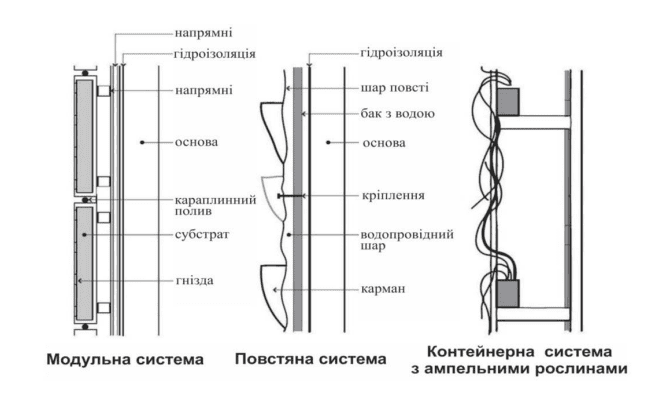 напрямні
гідроізоляція
напрямні
основа
караплинний
полив
субстрат
гнізда
Модульна система
гідроізоляція
шар повсті
бак з водою
основа
кріплення
водопровідний
шар
карман
Повстяна система
Контейнерна система
з ампельними рослинами